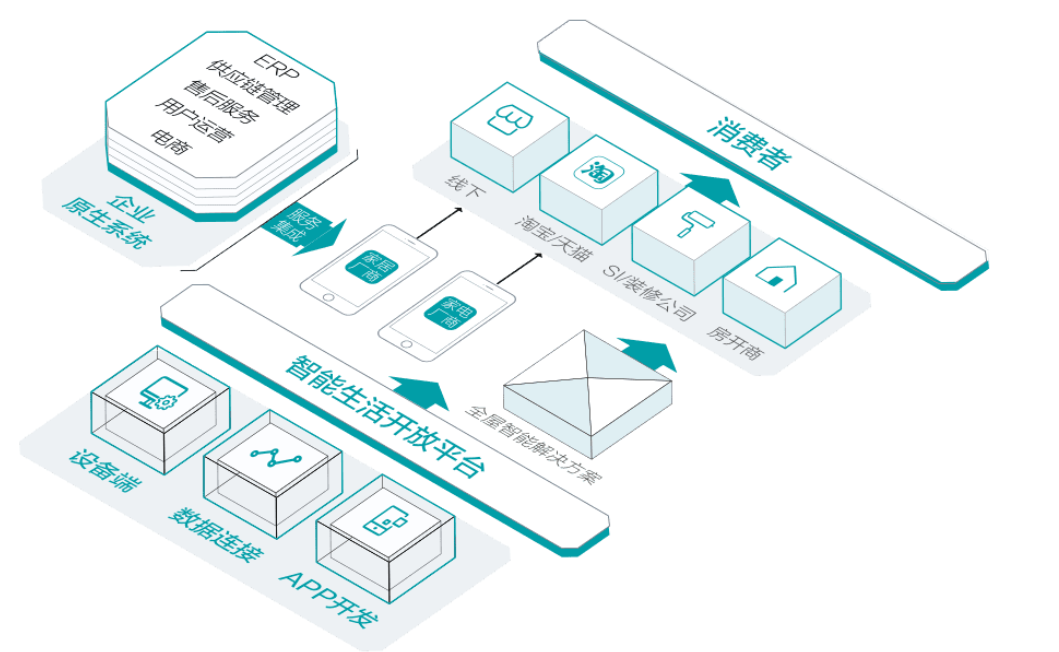 ERP
供应链管理
售后服务
用户运营
电商
企业
原生系统
服务
集成
家居
厂商
家电
厂商
消费者
线下
淘
淘宝/天猫
SI/装修公司
房开商
全屋智能解决方案
智能生活开放平台
设备端
数据连接
APP开发